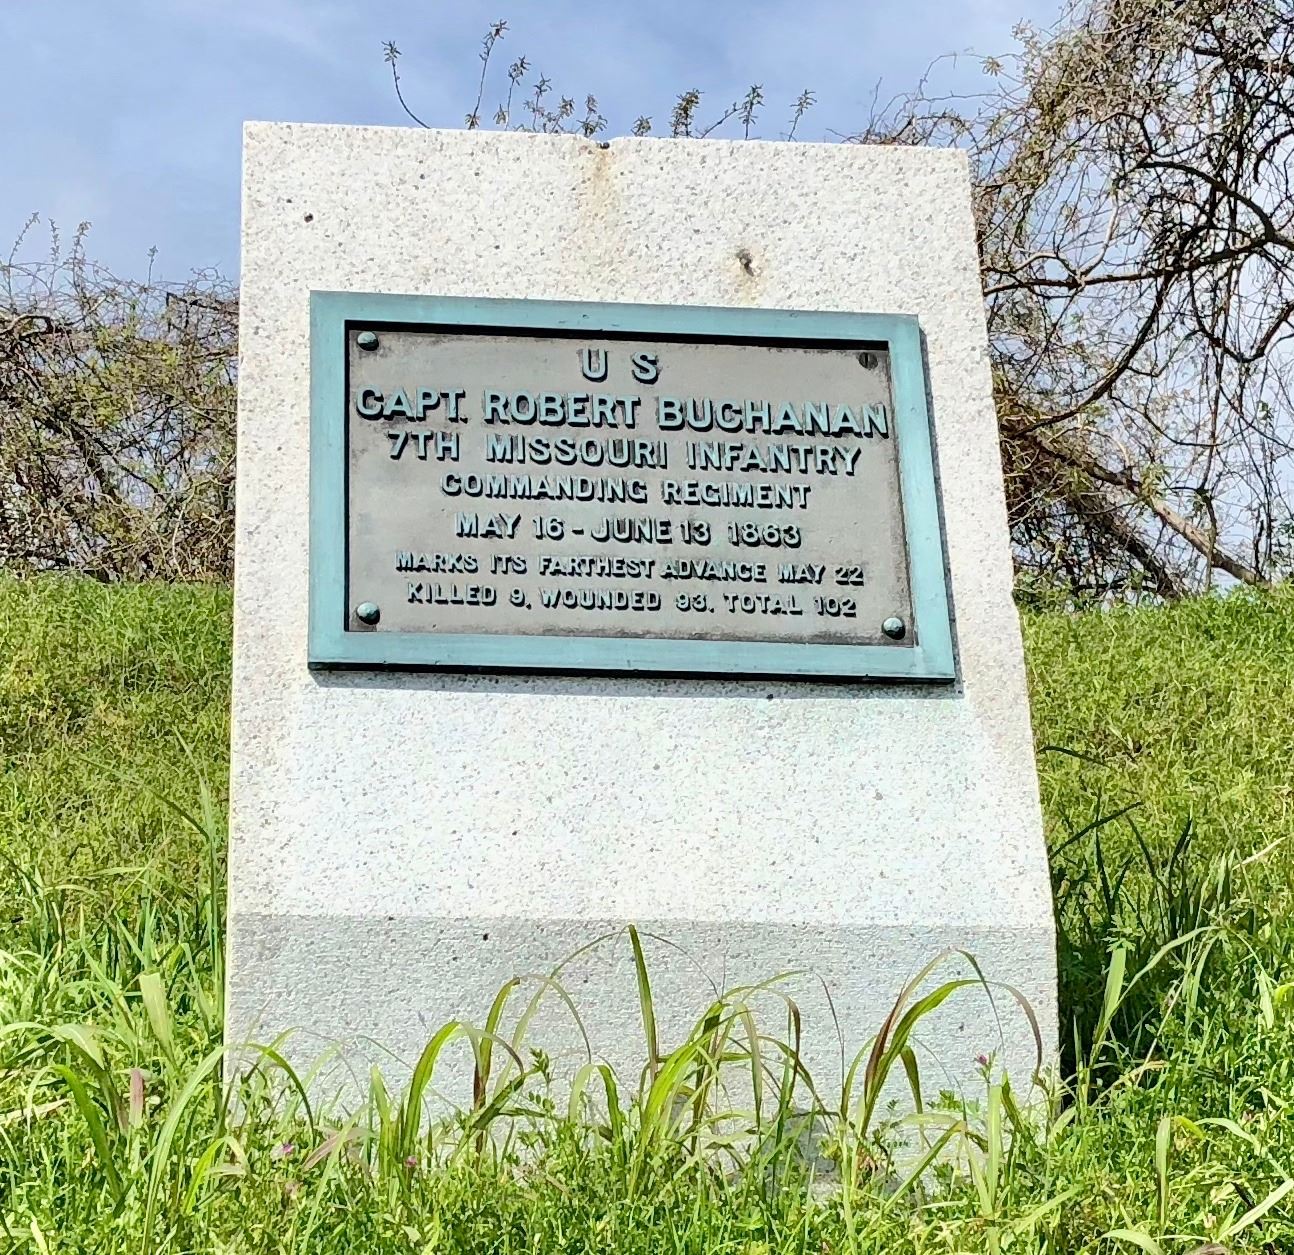 U S
CAPT. ROBERT BUCHANAN
7TH MISSOURI INFANTRY
COMMANDING REGIMENT
MAY 16 - JUNE 13 1863
MARKS ITS FARTHEST ADVANCE MAY 22
KILLED 9, WOUNDED 93, TOTAL 102